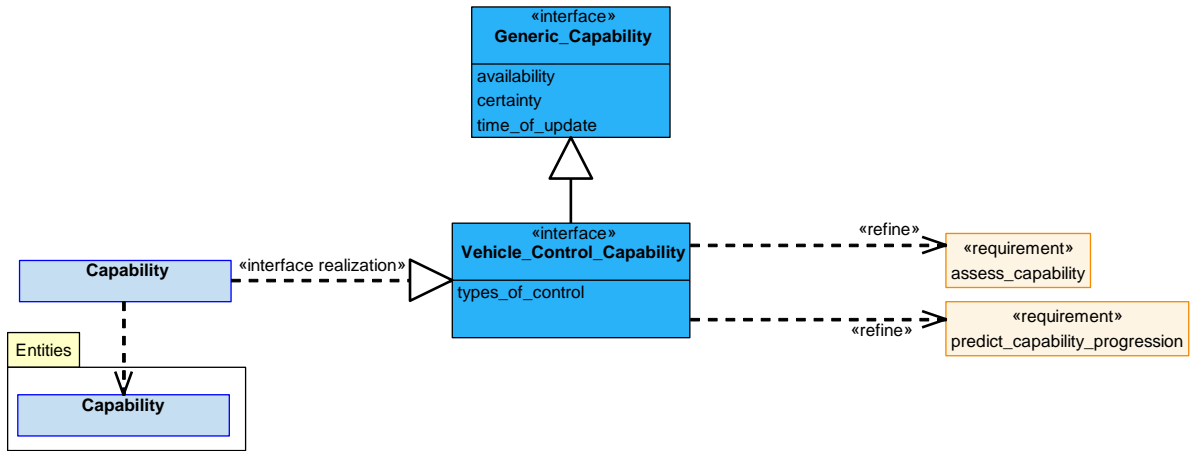 «interface»
Generic_Capability
availability
certainty
time_of_update
«interface»
Vehicle_Control_Capability
types_of_control
Capability
«interface realization»
«refine»
«requirement»
assess_capability
«refine»
«requirement»
predict_capability_progression
Entities
Capability